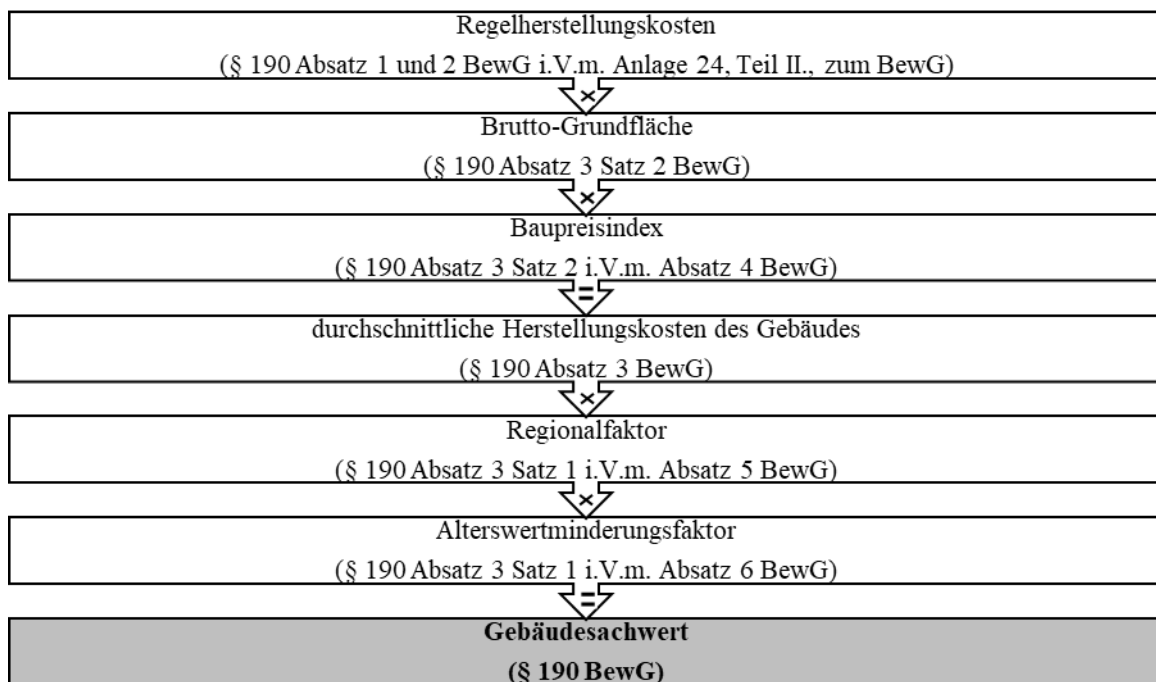 Regelherstellungskosten
(§ 190 Absatz 1 und 2 BewG i.V.m. Anlage 24, Teil II., zum BewG)
×
Brutto-Grundfläche
(§ 190 Absatz 3 Satz 2 BewG)
×
Baupreisindex
(§ 190 Absatz 3 Satz 2 i.V.m. Absatz 4 BewG)
=
durchschnittliche Herstellungskosten des Gebäudes
(§ 190 Absatz 3 BewG)
×
Regionalfaktor
(§ 190 Absatz 3 Satz 1 i.V.m. Absatz 5 BewG)
×
Alterswertminderungsfaktor
(§ 190 Absatz 3 Satz 1 i.V.m. Absatz 6 BewG)
=
Gebäudesachwert
(§ 190 BewG)